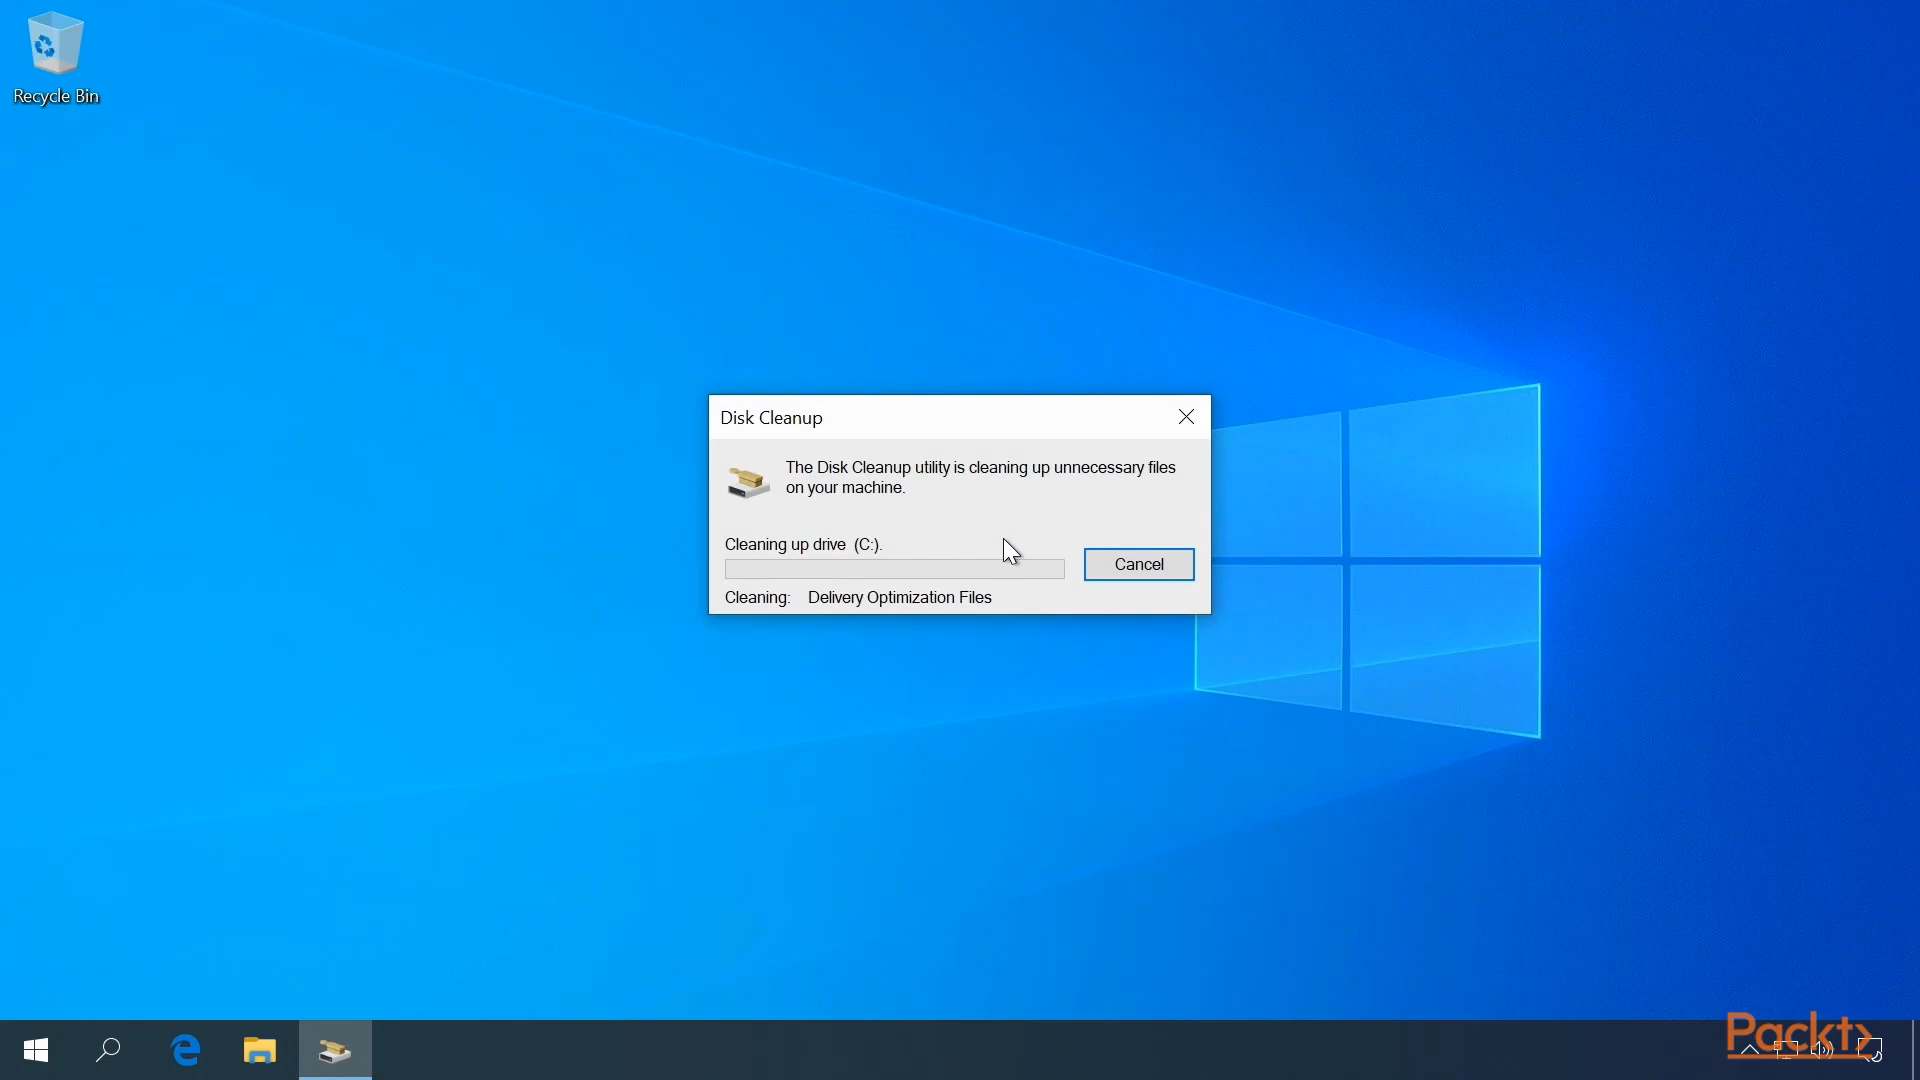 Recycle Bin
Disk Cleanup
The Disk Cleanup utility is cleaning up unnecessary files
on your machine.
Cleaning up drive  (C:).
Cancel
Cleaning:    Delivery Optimization Files
Packt>